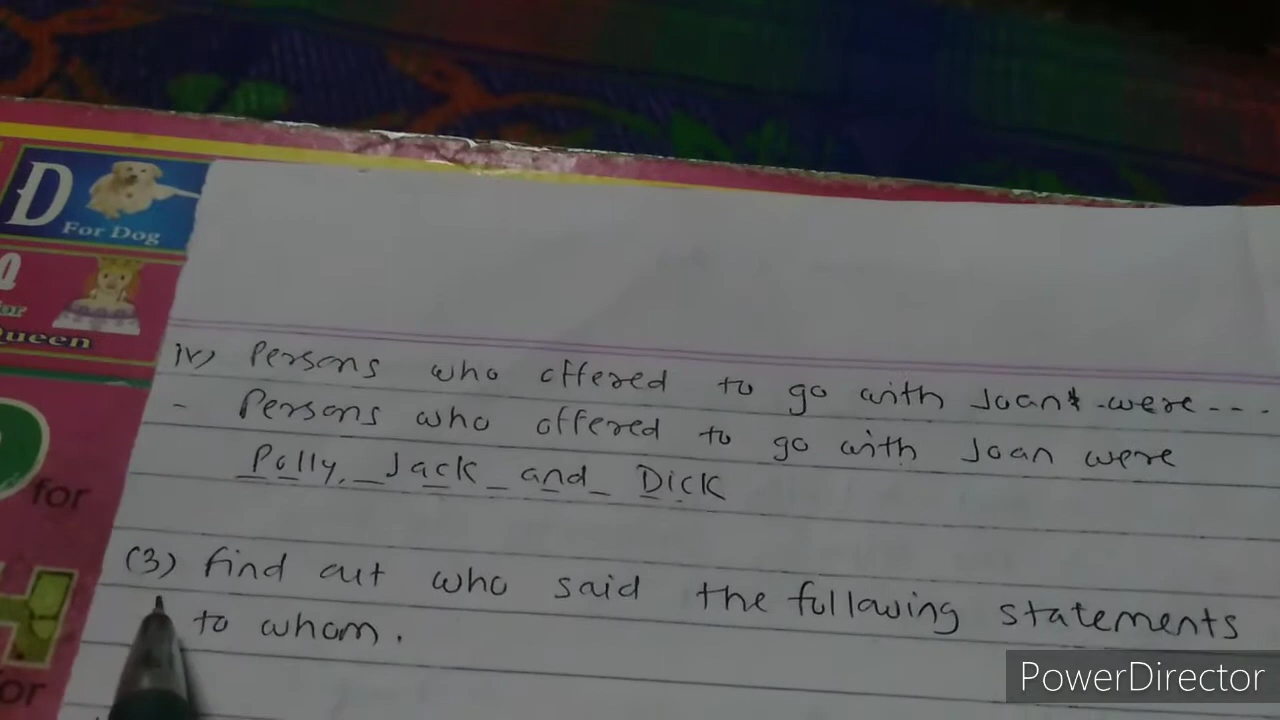 D
For Dog
Q
for
Queen
iv) Persons who offered to go with Joan were---.
- Persons who offered to go with Joan were
Polly, Jack and Dick
for
(3) find out who said the following statements
to whom.
H
for
PowerDirector